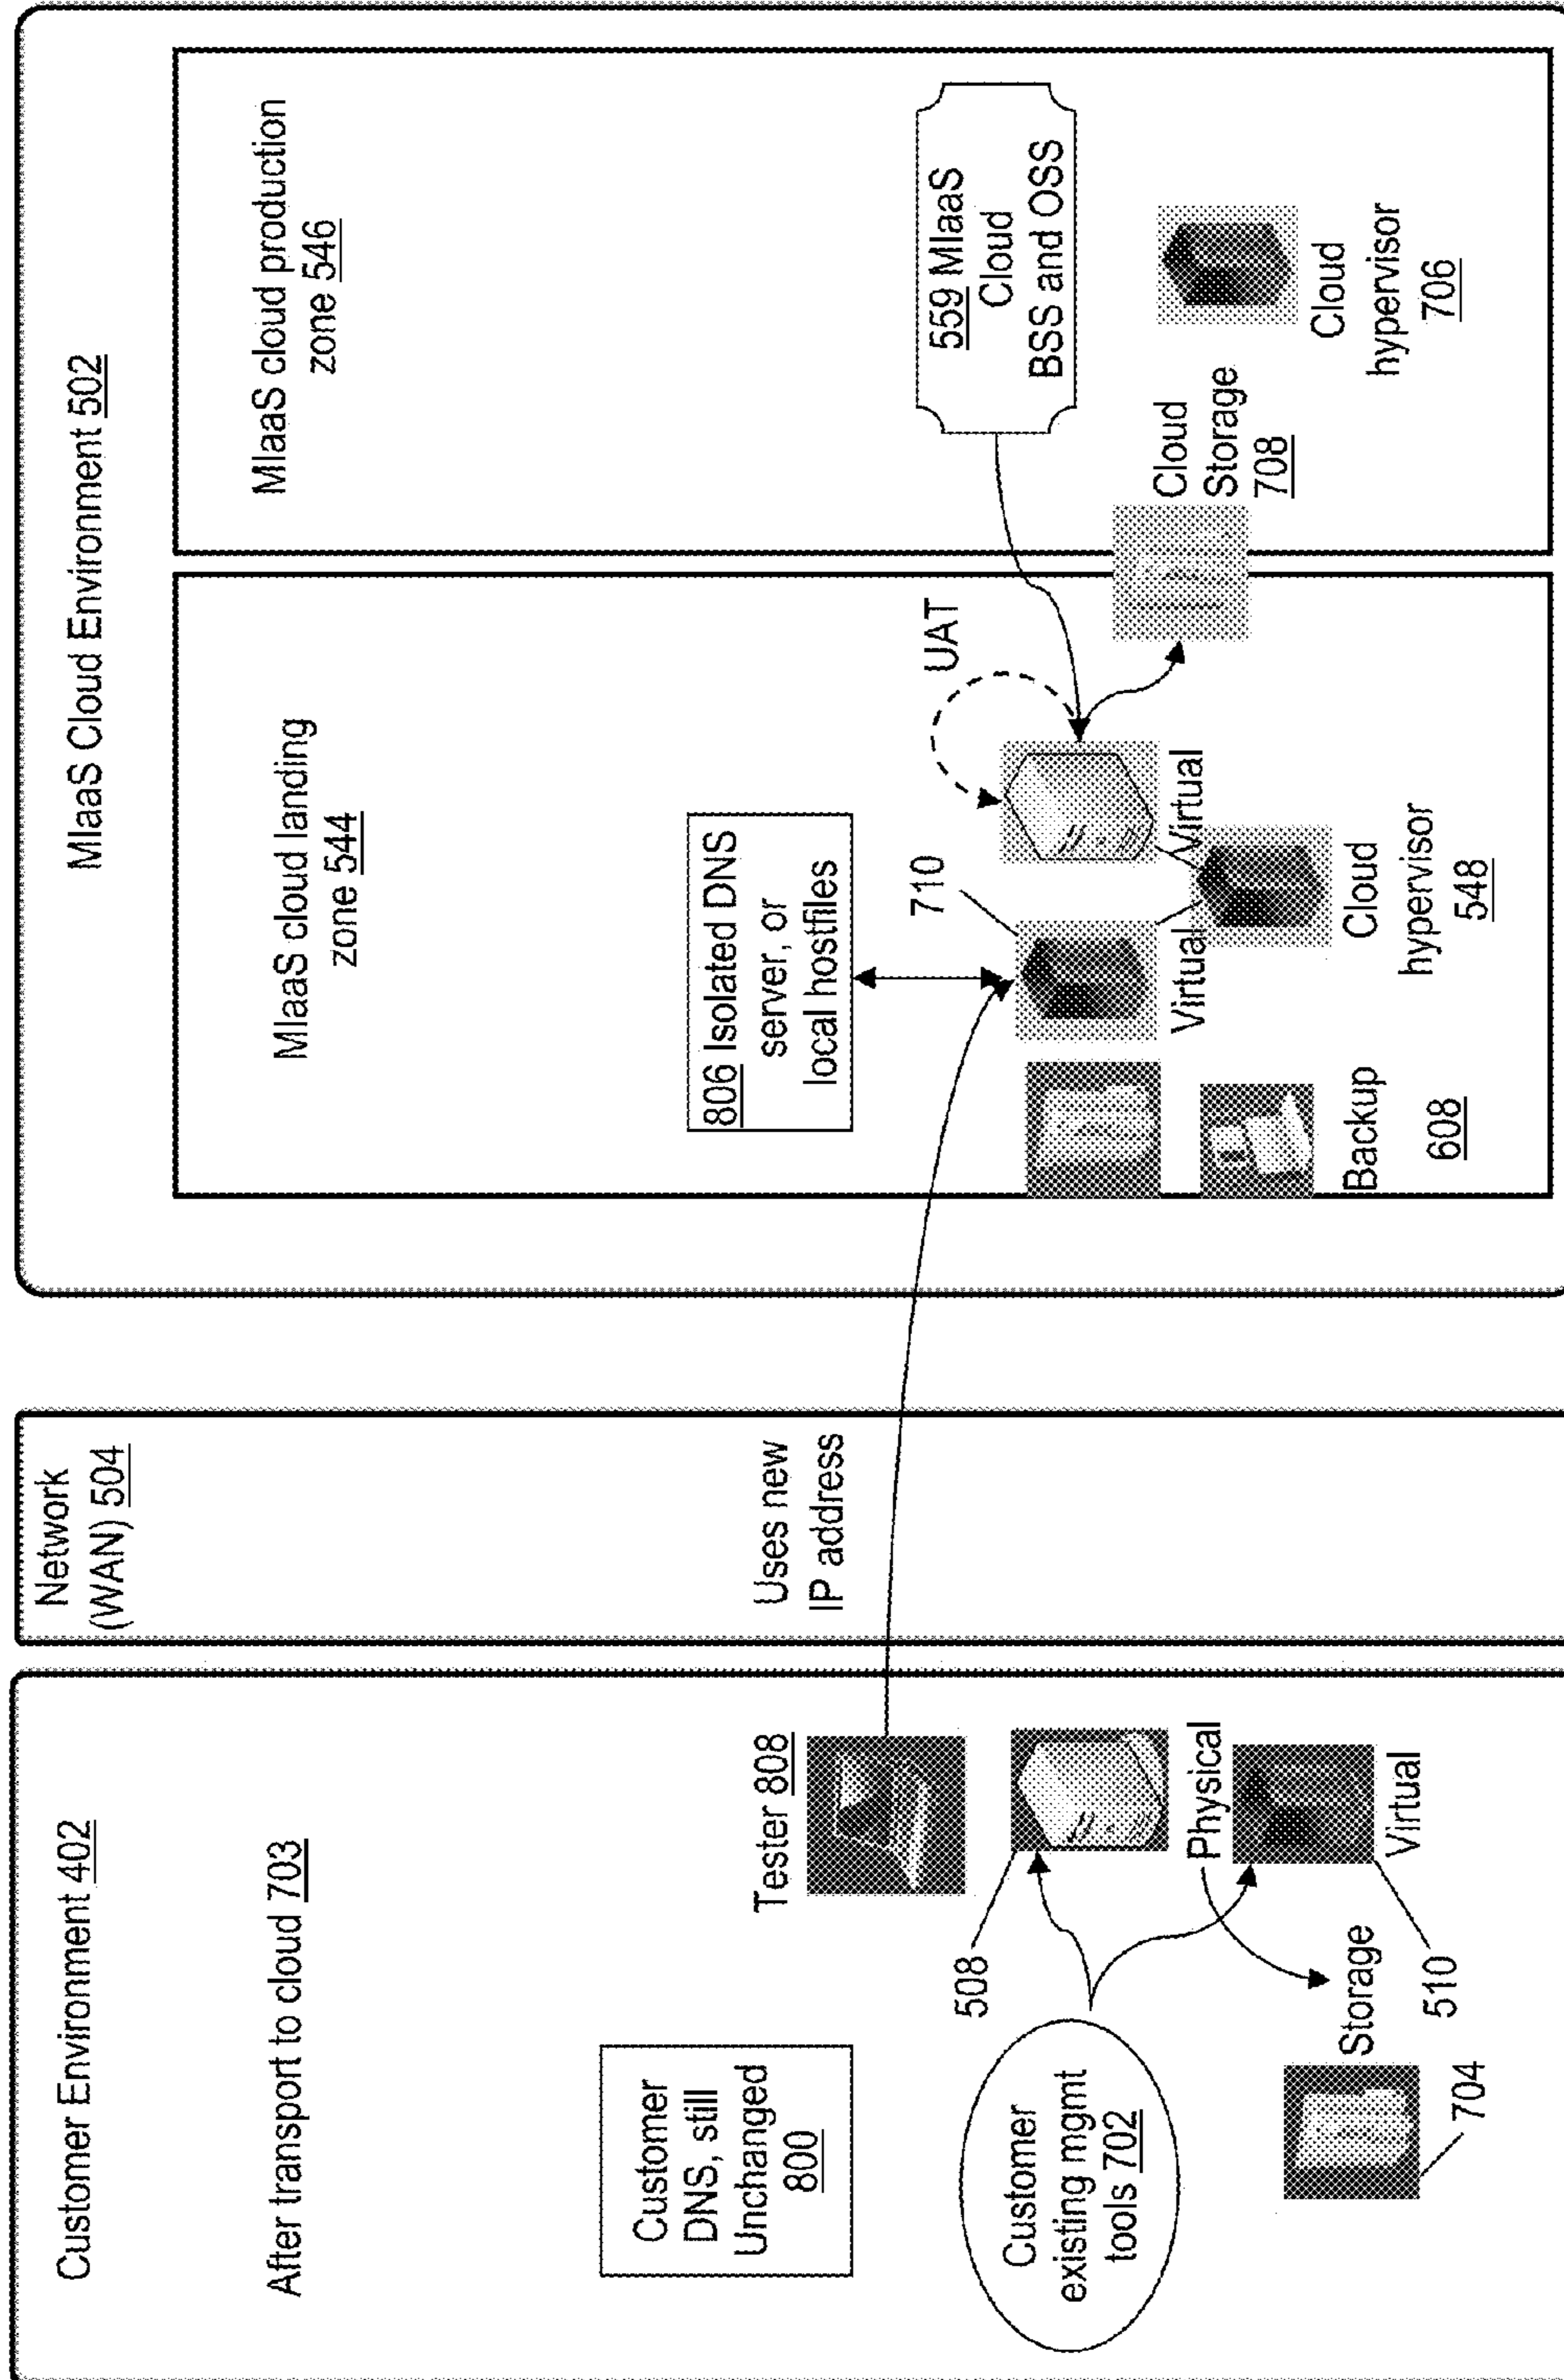 Customer Environment 402
After transport to cloud 703
Customer
DNS, still
Unchanged
800
Tester 808
Customer
existing mgmt
tools 702
508
Physical
Storage
704
510
Virtual
Network
(WAN) 504
Uses new
IP address
MIaaS Cloud Environment 502
MIaaS cloud landing
zone 544
806 Isolated DNS
server, or
local hostfiles
710
UAT
Virtual
Virtual
Backup
608
Cloud
hypervisor
548
MIaaS cloud production
zone 546
559 MIaaS
Cloud
BSS and OSS
Cloud
Storage
708
Cloud
hypervisor
706